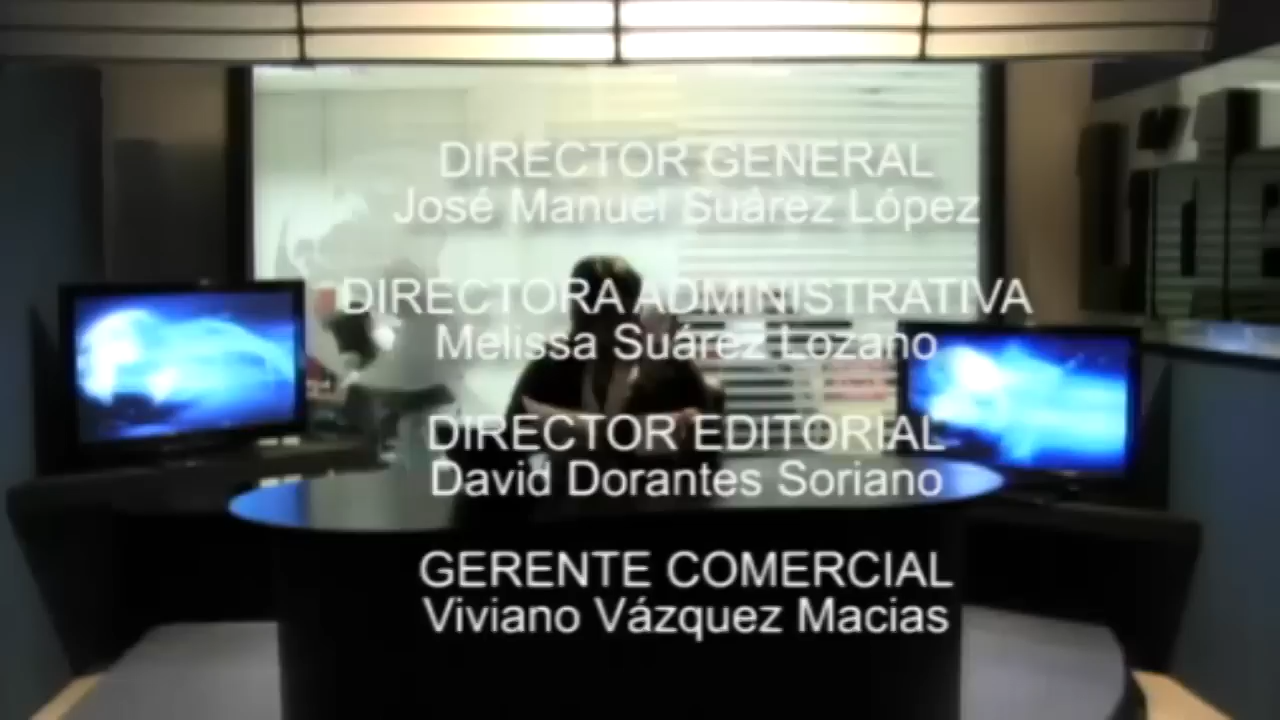 DIRECTOR GENERAL
José Manuel Suárez López
DIRECTORA ADMINISTRATIVA
Melissa Suárez Lozano
DIRECTOR EDITORIAL
David Dorantes Soriano
GERENTE COMERCIAL
Viviano Vázquez Macias